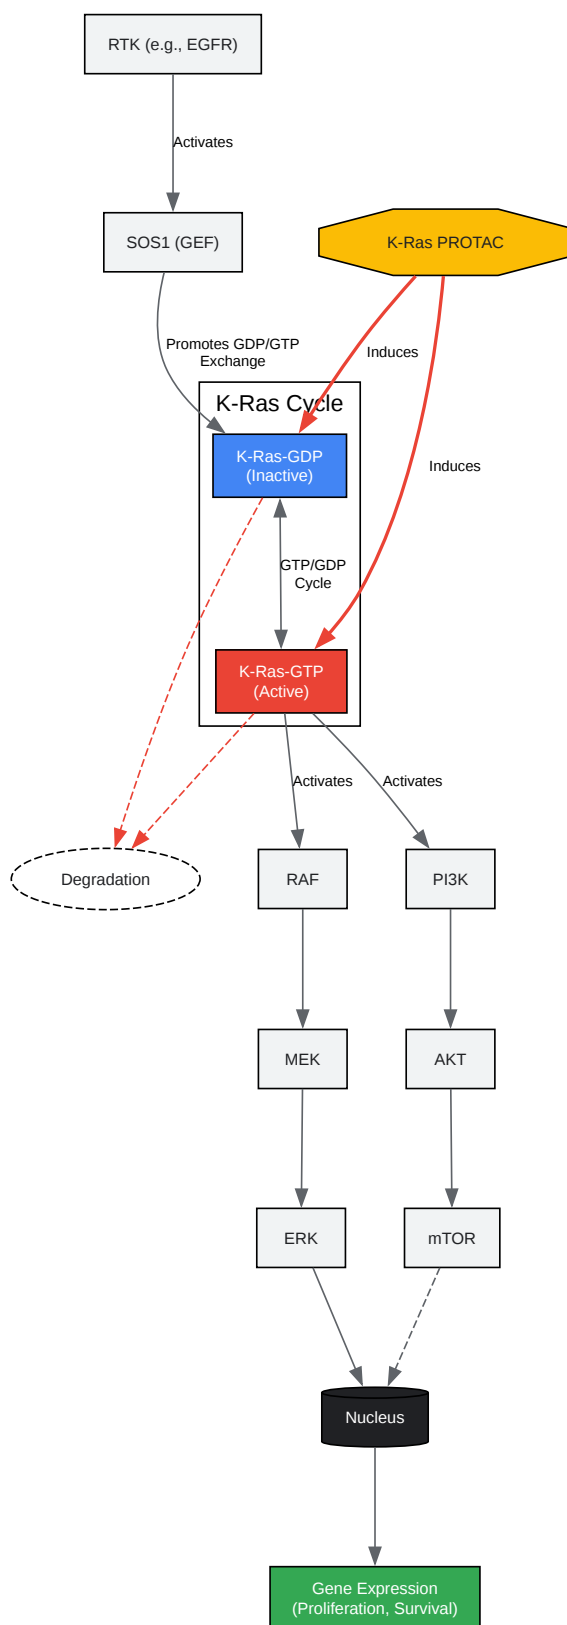 RTK (e.g., EGFR)
Activates
SOS1 (GEF)
K-Ras PROTAC
Promotes GDP/GTP
Exchange
Induces
K-Ras Cycle
K-Ras-GDP
(Inactive)
Induces
GTP/GDP
Cycle
K-Ras-GTP
(Active)
Activates
Activates
Degradation
RAF
PI3K
MEK
AKT
ERK
mTOR
Nucleus
Gene Expression
(Proliferation, Survival)